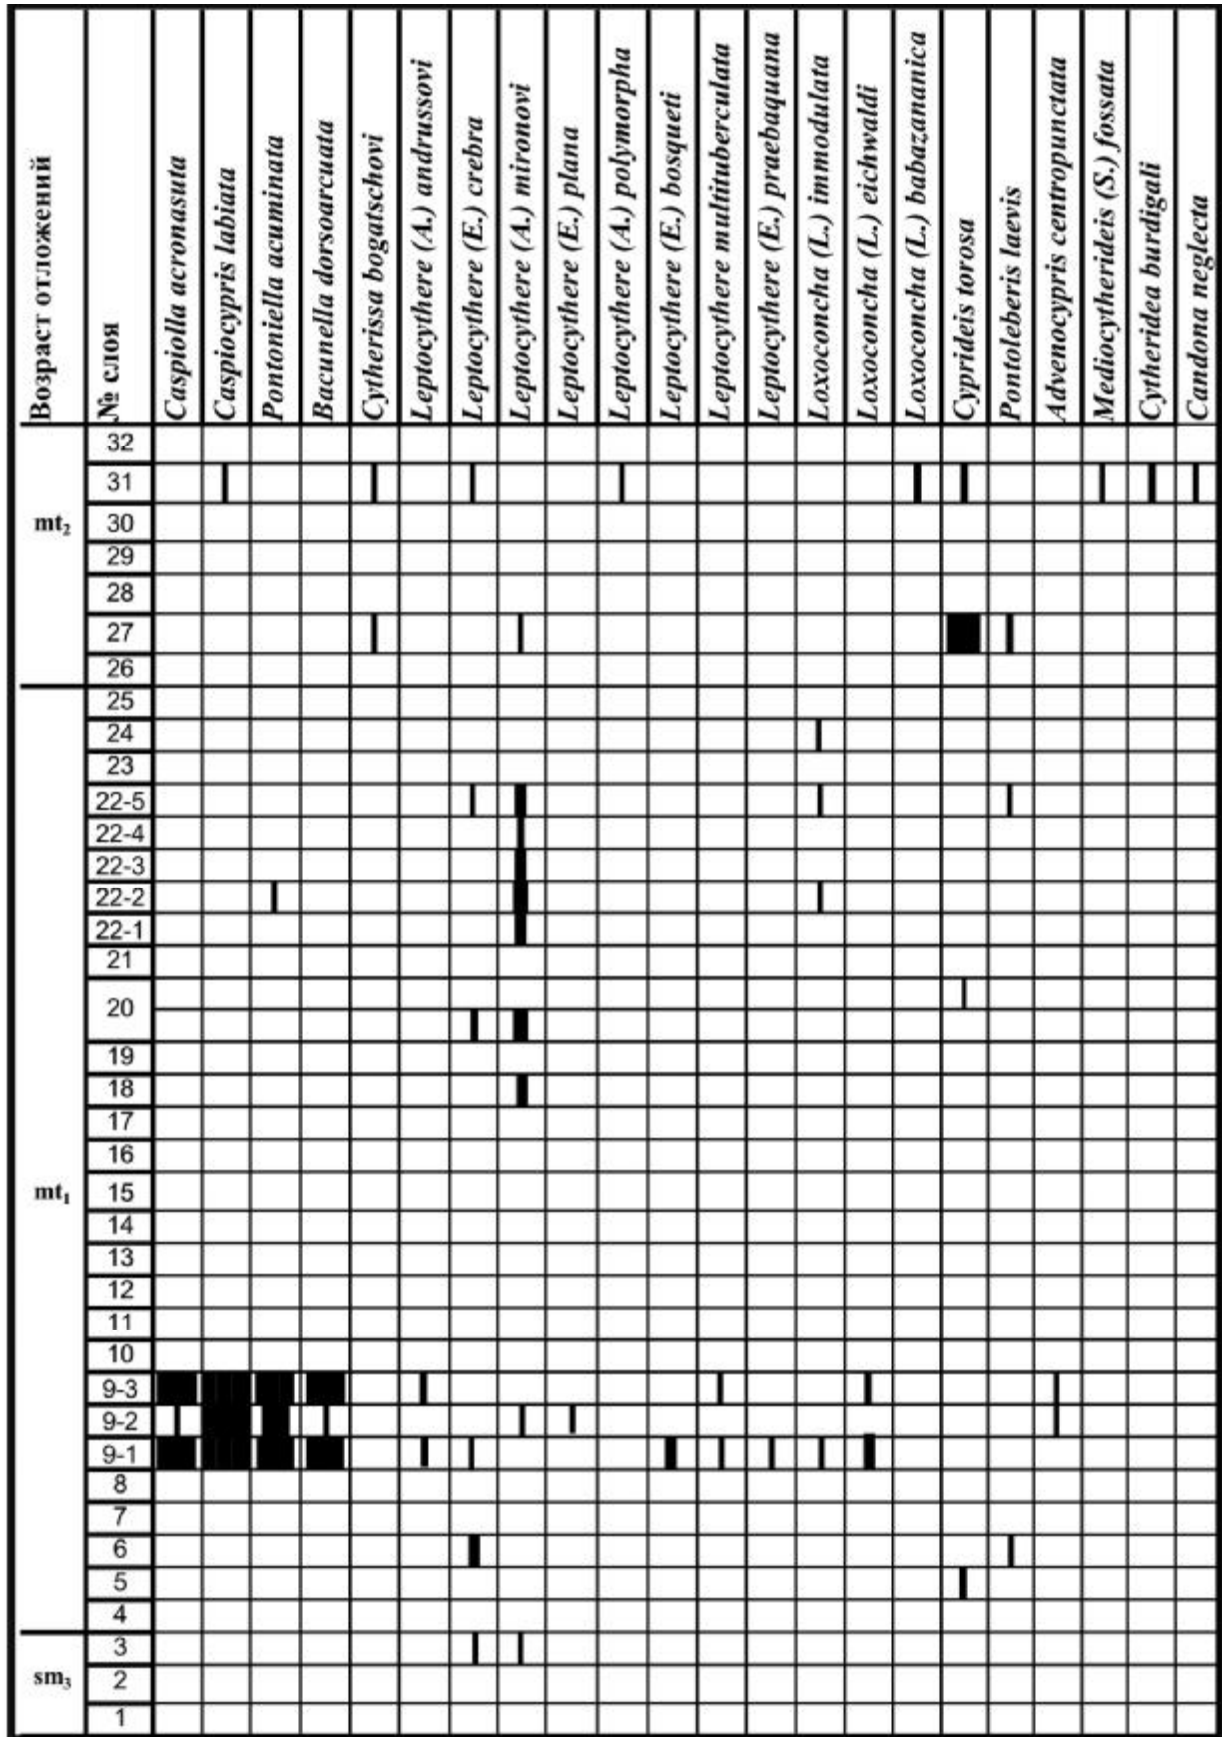 Возраст отложений
№ слоя
Caspiolla acronasuta
Caspiocypris labiata
Pontoniella acuminata
Bacunella dorsoarcuata
Cytherissa bogatschovi
Leptocythere (A.) andrussovi
Leptocythere (E.) crebra
Leptocythere (A.) mironovi
Leptocythere (E.) plana
Leptocythere (A.) polymorpha
Leptocythere (E.) bosqueti
Leptocythere multituberculata
Leptocythere (E.) praebaquana
Loxoconcha (L.) immodulata
Loxoconcha (L.) eichwaldi
Loxoconcha (L.) babazananica
Cyprideis torosa
Pontoleberis laevis
Advenocypris centropunctata
Mediocytherideis (S.) fossata
Cytheridea burdigali
Candona neglecta
32
31
mt₂
30
29
28
27
26
25
24
23
22-5
22-4
22-3
22-2
22-1
21
20
19
18
17
16
mt₁
15
14
13
12
11
10
9-3
9-2
9-1
8
7
6
5
4
3
sm₃
2
1